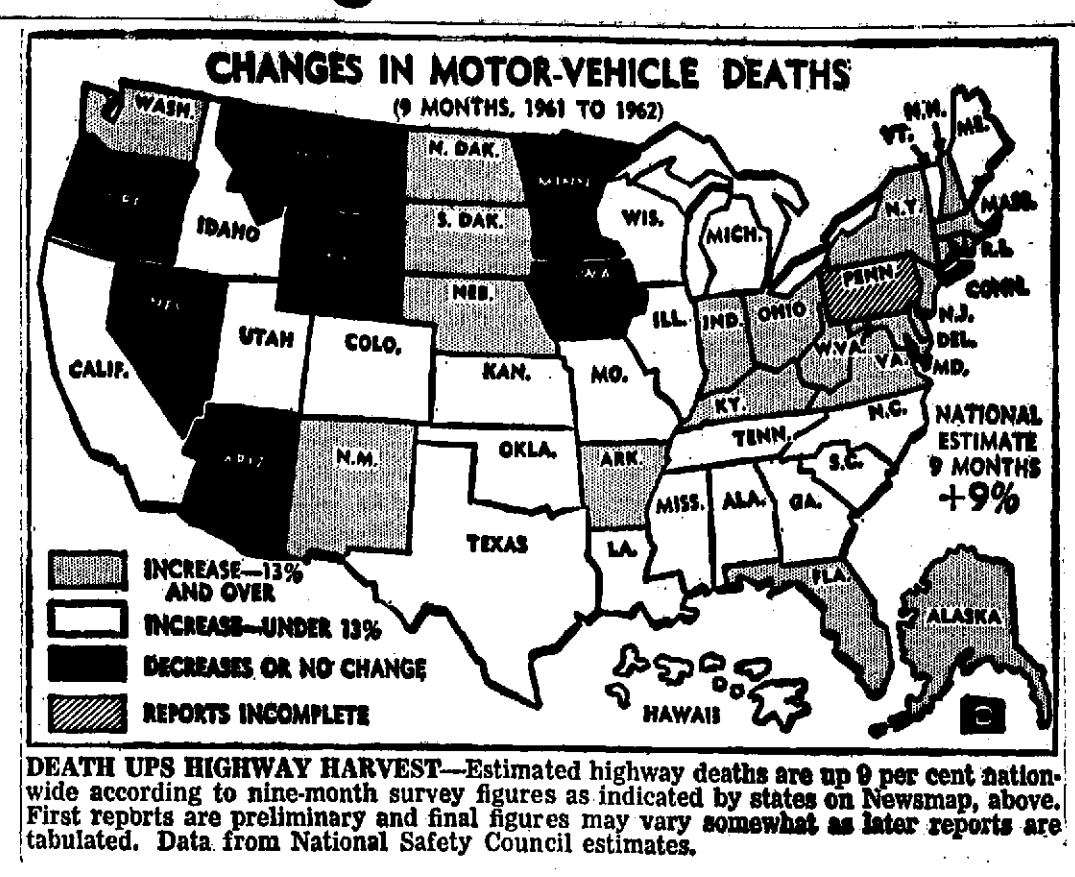 CHANGES IN MOTOR-VEHICLE DEATHS
(9 MONTHS, 1961 TO 1962)
WASH.
N. DAK.
MINN.
N.H.
VT.
ME.
IDAHO
S. DAK.
WIS.
MICH.
N.Y.
MASS.
R.I.
CONN.
NEV.
NEB.
PENN.
N.J.
DEL.
MD.
UTAH
COLO.
ILL.
IND.
OHIO
W.VA.
VA.
CALIF.
KAN.
MO.
KY.
N.C.
ARIZ.
N.M.
OKLA.
ARK.
TENN.
S.C.
NATIONAL
ESTIMATE
9 MONTHS
+9%
TEXAS
LA.
MISS.
ALA.
GA.
FLA.
ALASKA
HAWAII
INCREASE—13%
AND OVER
INCREASE—UNDER 13%
DECREASES OR NO CHANGE
REPORTS INCOMPLETE
DEATH UPS HIGHWAY HARVEST—Estimated highway deaths are up 9 per cent nation-
wide according to nine-month survey figures as indicated by states on Newsmap, above.
First reports are preliminary and final figures may vary somewhat as later reports are
tabulated. Data from National Safety Council estimates.